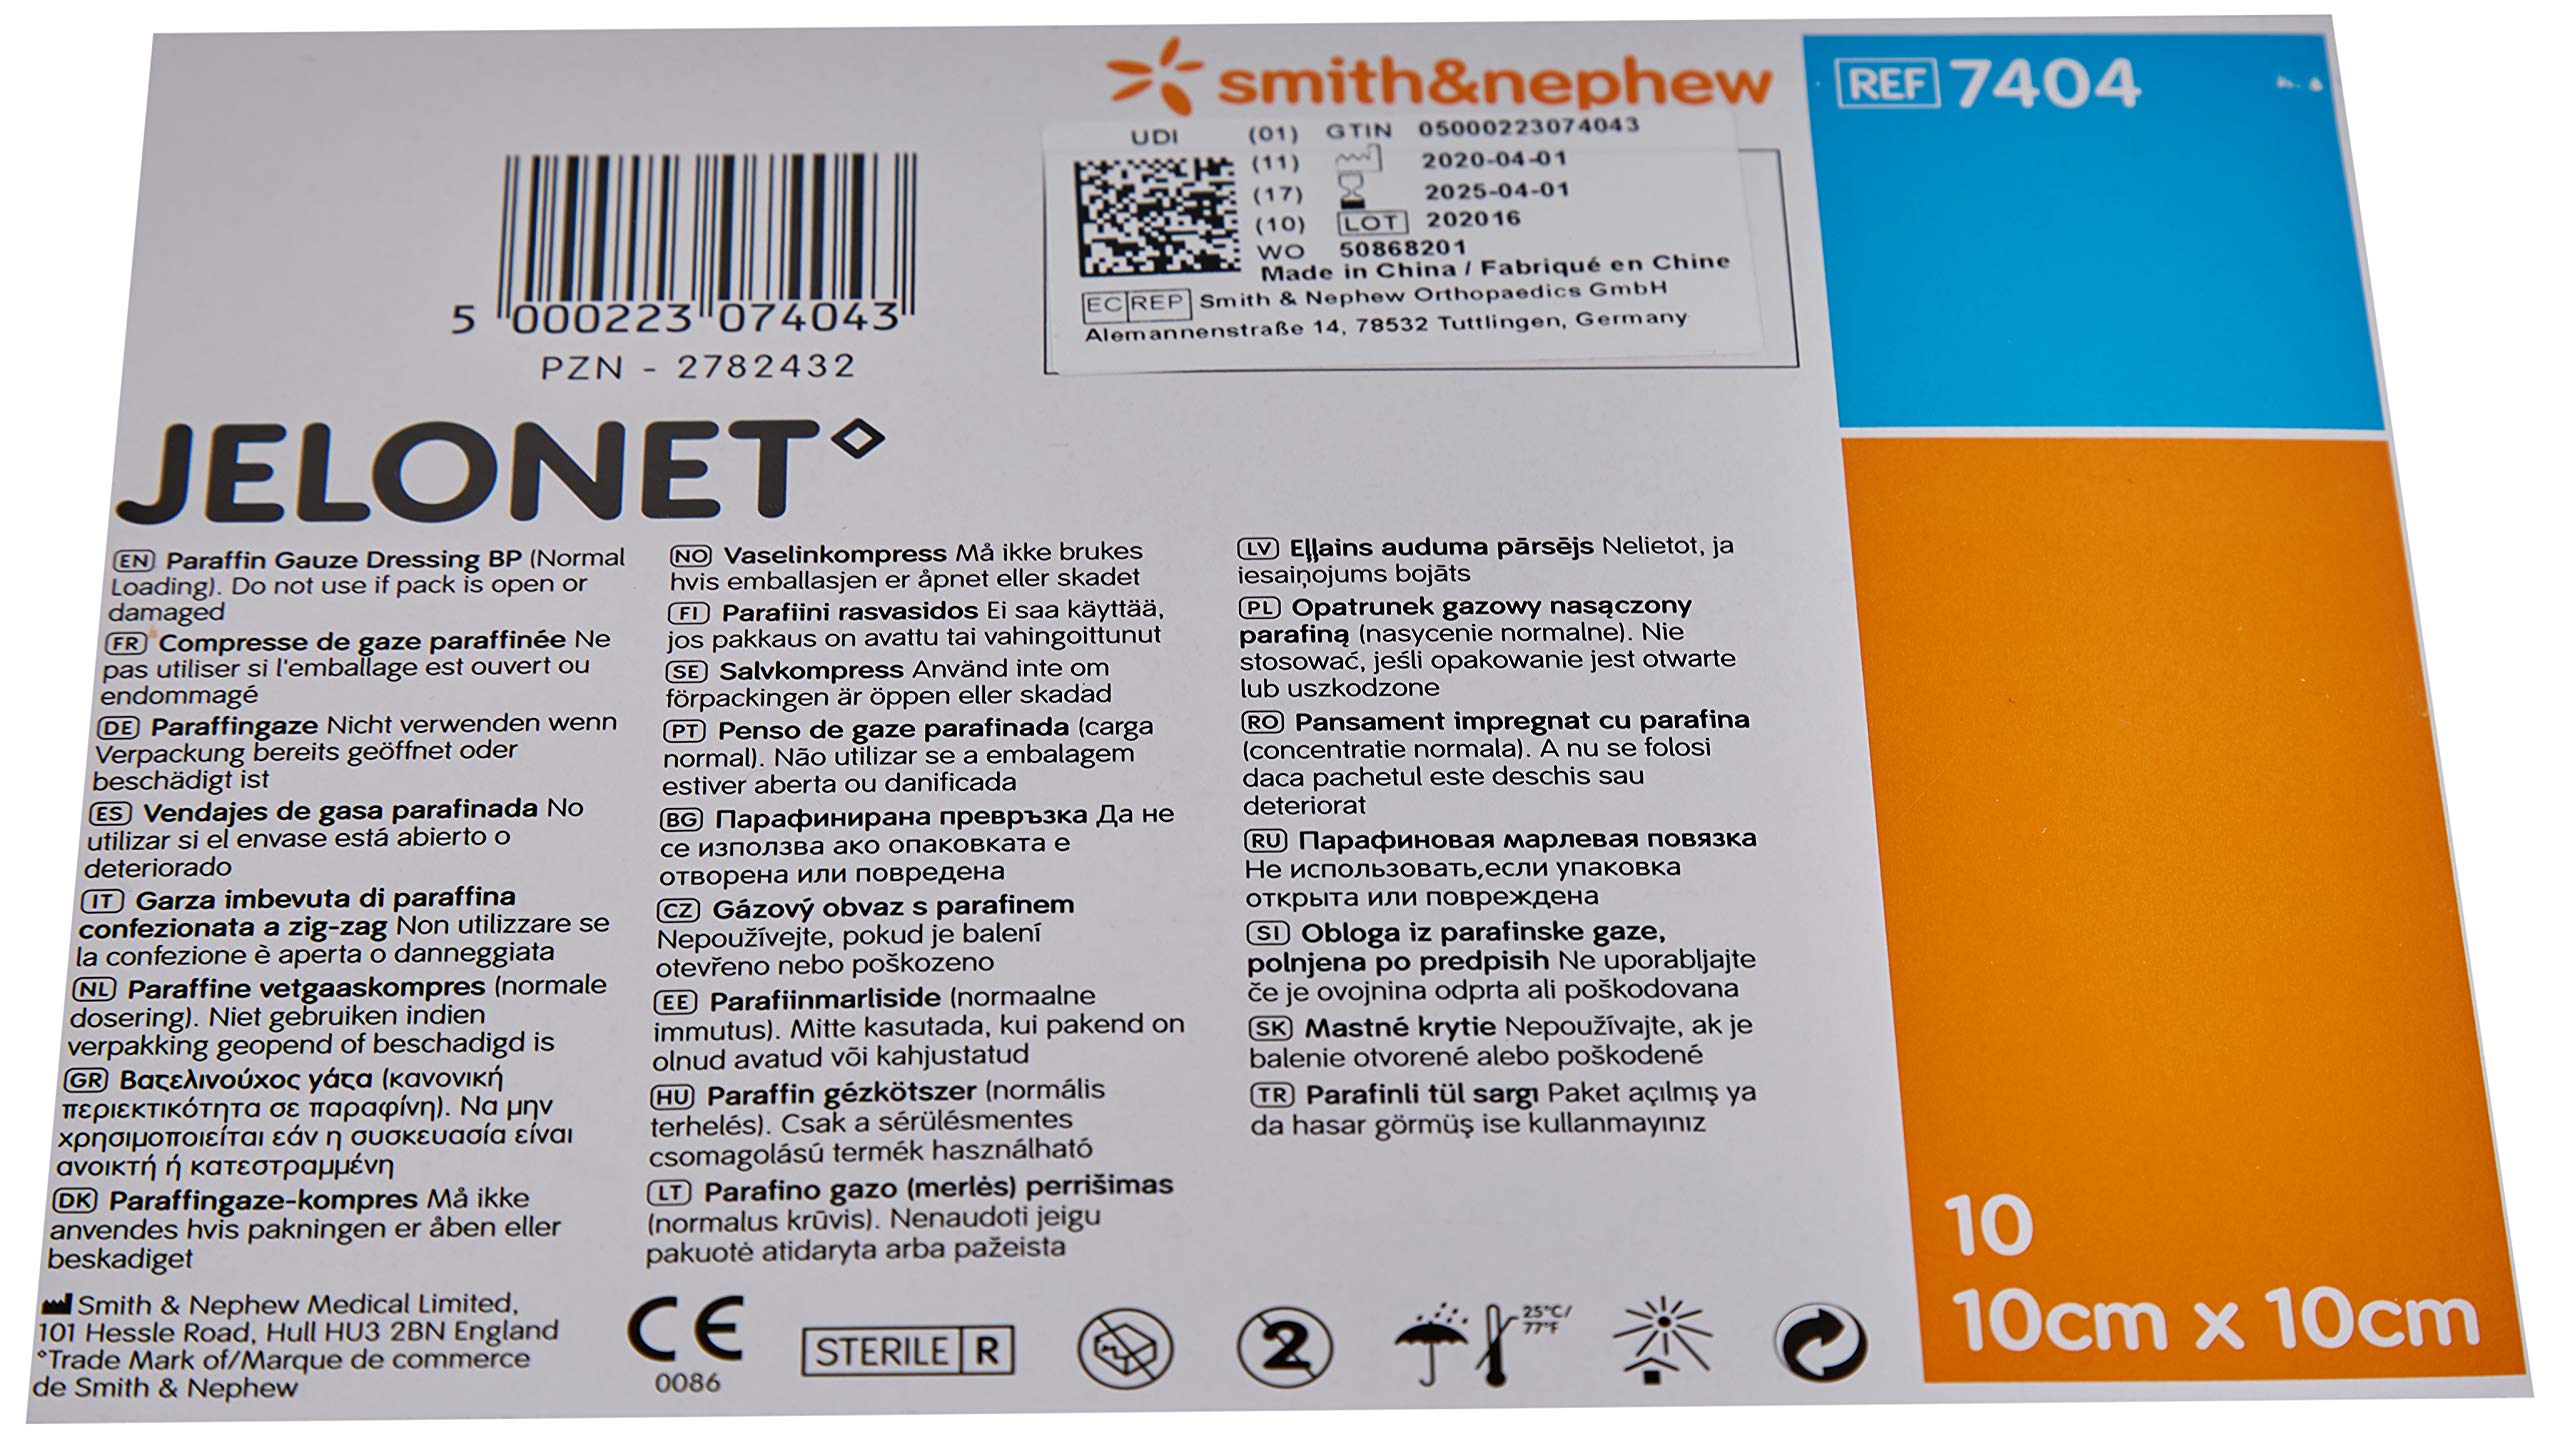 smith&nephew
REF 7404
UDI (01) GTIN 05000223074043
(11) 2020-04-01
(17) 2025-04-01
(10) LOT 202016
WO 50868201
Made in China / Fabriqué en Chine
EC REP Smith & Nephew Orthopaedics GmbH
Alemannenstraße 14, 78532 Tuttlingen, Germany
5 000223 074043
PZN - 2782432
JELONET◊
EN Paraffin Gauze Dressing BP (Normal
Loading). Do not use if pack is open or
damaged
FR Compresse de gaze paraffinée Ne
pas utiliser si l'emballage est ouvert ou
endommagé
DE Paraffingaze Nicht verwenden wenn
Verpackung bereits geöffnet oder
beschädigt ist
ES Vendajes de gasa parafinada No
utilizar si el envase está abierto o
deteriorado
IT Garza imbevuta di paraffina
confezionata a zig-zag Non utilizzare se
la confezione è aperta o danneggiata
NL Paraffine vetgaaskompres (normale
dosering). Niet gebruiken indien
verpakking geopend of beschadigd is
GR Βαςελινούχος γάςα (κανονική
περιεκτικότητα σε παραφίνη). Να μην
χρησιμοποιείται εάν η συσκευασία είναι
ανοικτή ή κατεστραμμένη
DK Paraffingaze-kompres Må ikke
anvendes hvis pakningen er åben eller
beskadiget
NO Vaselinkompress Må ikke brukes
hvis emballasjen er åpnet eller skadet
FI Parafiini rasvasidos Ei saa käyttää,
jos pakkaus on avattu tai vahingoittunut
SE Salvkompress Använd inte om
förpackingen är öppen eller skadad
PT Penso de gaze parafinada (carga
normal). Não utilizar se a embalagem
estiver aberta ou danificada
BG Парафинирана превръзка Да не
се използва ако опаковката е
отворена или повредена
CZ Gázový obvaz s parafinem
Nepoužívejte, pokud je balení
otevřeno nebo poškozeno
EE Parafiinmarliside (normaalne
immutus). Mitte kasutada, kui pakend on
olnud avatud või kahjustatud
HU Paraffin gézkötszer (normális
terhelés). Csak a sérülésmentes
csomagolású termék használható
LT Parafino gazo (merlės) perrišimas
(normalus krūvis). Nenaudoti jeigu
pakuotė atidaryta arba pažeista
LV Eļļains auduma pārsējs Nelietot, ja
iesaiņojums bojāts
PL Opatrunek gazowy nasączony
parafiną (nasycenie normalne). Nie
stosować, jeśli opakowanie jest otwarte
lub uszkodzone
RO Pansament impregnat cu parafina
(concentratie normala). A nu se folosi
daca pachetul este deschis sau
deteriorat
RU Парафиновая марлевая повязка
Не использовать,если упаковка
открыта или повреждена
SI Obloga iz parafinske gaze,
polnjena po predpisih Ne uporabljajte
če je ovojnina odprta ali poškodovana
SK Mastné krytie Nepoužívajte, ak je
balenie otvorené alebo poškodené
TR Parafinli tül sargı Paket açılmış ya
da hasar görmüş ise kullanmayınız
Smith & Nephew Medical Limited,
101 Hessle Road, Hull HU3 2BN England
◊Trade Mark of/Marque de commerce
de Smith & Nephew
CE
0086
STERILE R
2
25°C/
77°F
10
10cm x 10cm